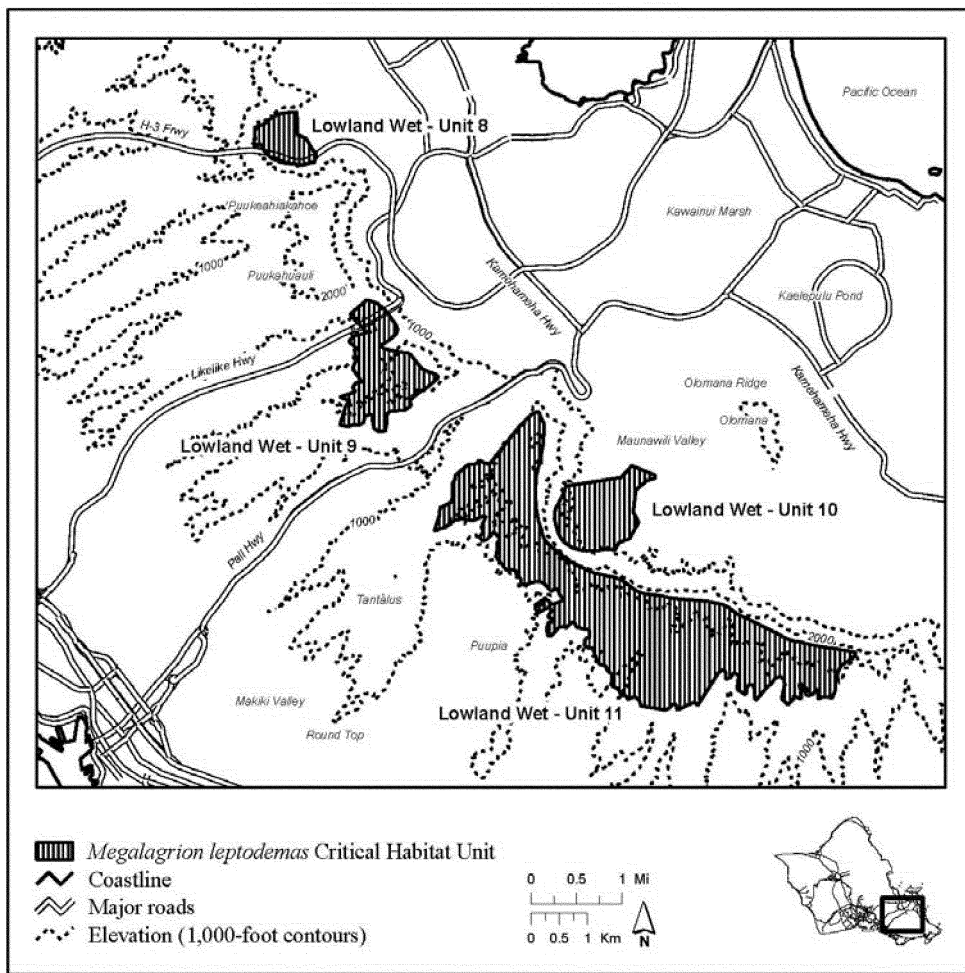 Pacific Ocean
H-3 Frwy
Lowland Wet - Unit 8
Puukeahiakahoe
Kawainui Marsh
1000
Puukahuauli
2000
Kamehameha Hwy
Kaelepulu Pond
1000
Likelike Hwy
Olomana Ridge
Kamehameha Hwy
Olomana
Lowland Wet - Unit 9
Maunawili Valley
1000
Lowland Wet - Unit 10
Pali Hwy
Tantalus
2000
Puupia
Makiki Valley
Lowland Wet - Unit 11
Round Top
1000
Megalagrion leptodemas Critical Habitat Unit
Coastline
Major roads
Elevation (1,000-foot contours)
0 0.5 1 Mi
0 0.5 1 Km
N